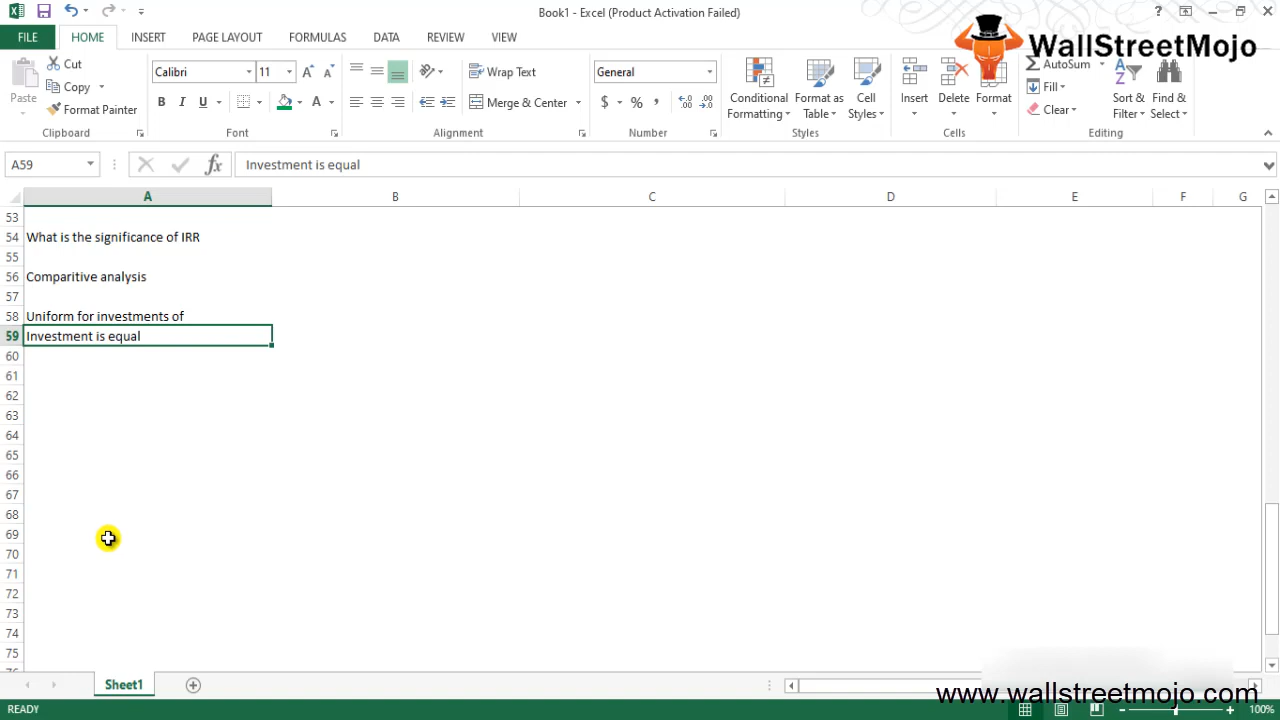 Book1 - Excel (Product Activation Failed)
?
FILE HOME INSERT PAGE LAYOUT FORMULAS DATA REVIEW VIEW
WallStreetMojo
Paste
Cut
Copy
Format Painter
Clipboard
Calibri 11
B I U
Font
Wrap Text
Merge & Center
Alignment
General
$ % ,
Number
Conditional Formatting
Format as Table
Cell Styles
Styles
Insert
Delete
Format
Cells
AutoSum
Fill
Clear
Sort & Filter
Find & Select
Editing
A59
fx
Investment is equal
A B C D E F G
53
54 What is the significance of IRR
55
56 Comparitive analysis
57
58 Uniform for investments of
59 Investment is equal
60
61
62
63
64
65
66
67
68
69
70
71
72
73
74
75
Sheet1
www.wallstreetmojo.com
READY
100%